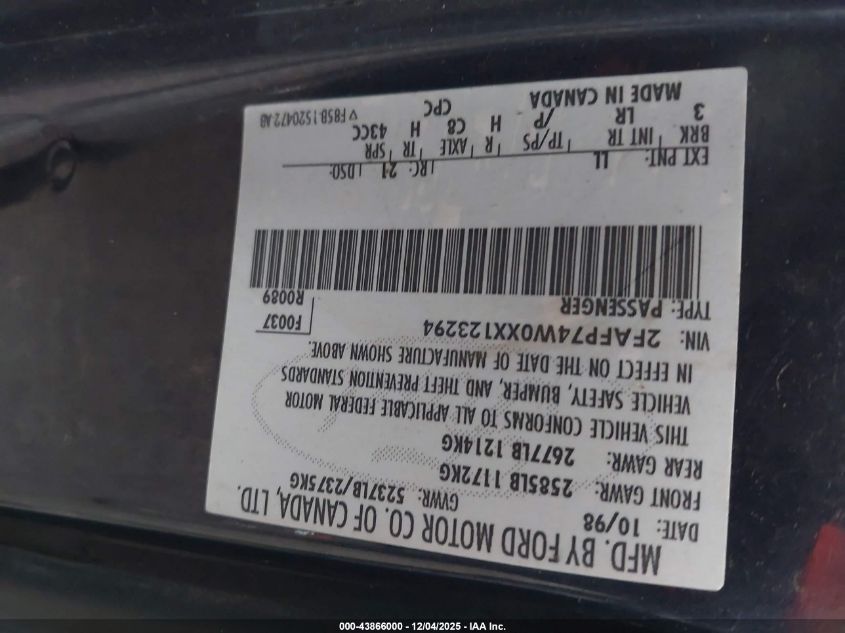 MFD. BY FORD MOTOR CO. OF CANADA, LTD.
DATE: 10/98 GVWR: 5237LB/2375KG
FRONT GAWR: 2585LB 1172KG
REAR GAWR: 2677LB 1214KG
THIS VEHICLE CONFORMS TO ALL APPLICABLE FEDERAL MOTOR
VEHICLE SAFETY, BUMPER, AND THEFT PREVENTION STANDARDS
IN EFFECT ON THE DATE OF MANUFACTURE SHOWN ABOVE.
VIN: 2FAFP74W0XX123294 F0037
TYPE: PASSENGER R0089
EXT PNT: LL RC: 21 DSO:
BRK INT TR TP/PS R AXLE TR SPR
3 LR /P H C8 H 43CC
MADE IN CANADA CPC
F85B-1520472-AB
000-43866000 - 12/04/2025 - IAA Inc.